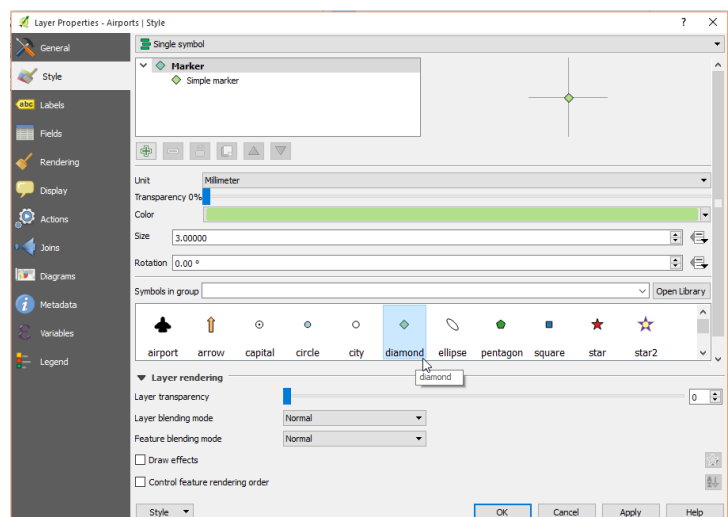 Layer Properties - Airports | Style
?
General
Style
abc Labels
Fields
Rendering
Display
Actions
Joins
Diagrams
i Metadata
Variables
Legend
Single symbol
Marker
Simple marker
Unit Millimeter
Transparency 0%
Color
Size 3.00000
Rotation 0.00 °
Symbols in group Open Library
airport arrow capital circle city diamond ellipse pentagon square star star2
diamond
Layer rendering
Layer transparency 0
Layer blending mode Normal
Feature blending mode Normal
Draw effects
Control feature rendering order
Style OK Cancel Apply Help